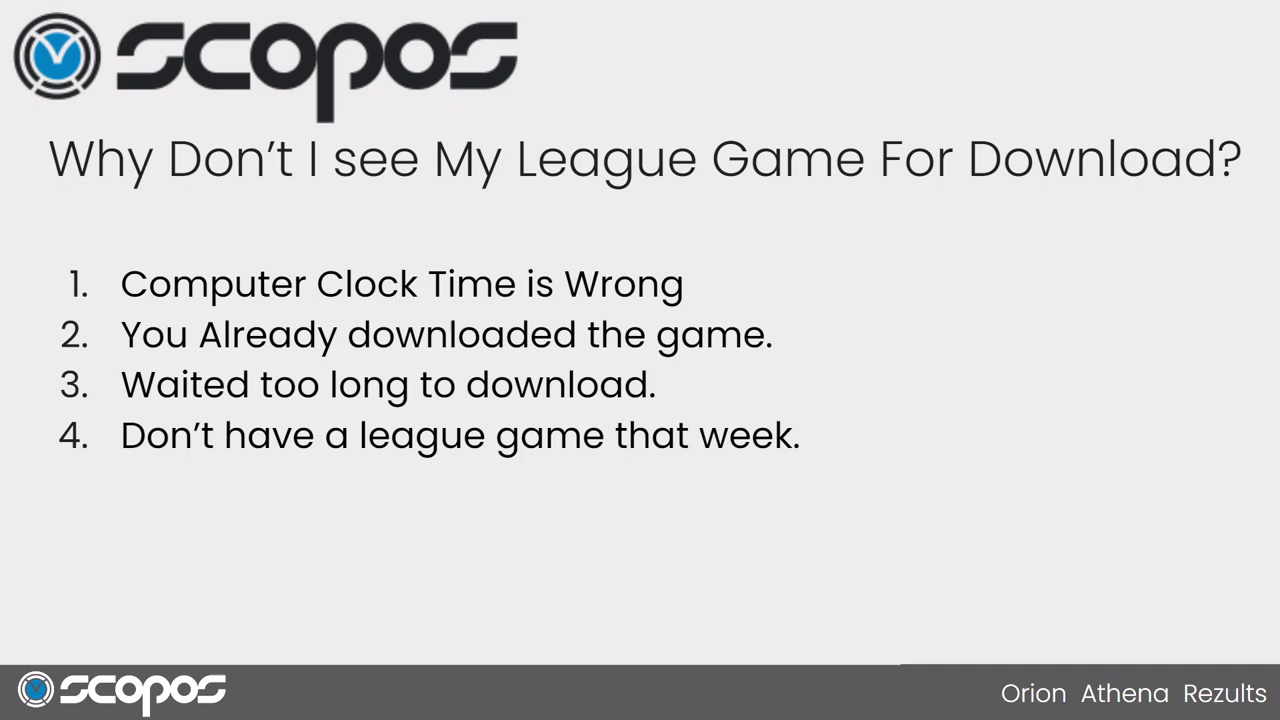 scopos
Why Don’t I see My League Game For Download?
1. Computer Clock Time is Wrong
2. You Already downloaded the game.
3. Waited too long to download.
4. Don’t have a league game that week.
scopos
Orion Athena Rezults